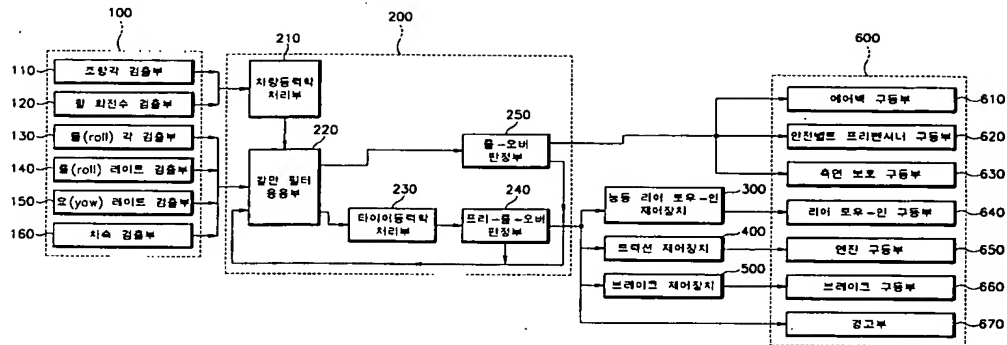 100
110
조향각 검출부
120
휠 회전수 검출부
130
롤(roll) 각 검출부
140
롤(roll) 레이트 검출부
150
요(yaw) 레이트 검출부
160
차속 검출부
200
210
차량동력학
처리부
220
칼만 필터
응용부
230
타이어동력학
처리부
240
프리-롤-오버
판정부
250
롤-오버
판정부
300
능동 리어 토우-인
제어장치
400
트랙션 제어장치
500
브레이크 제어장치
600
에어백 구동부
610
안전벨트 프리텐셔너 구동부
620
측면 보호 구동부
630
리어 토우-인 구동부
640
엔진 구동부
650
브레이크 구동부
660
경고부
670